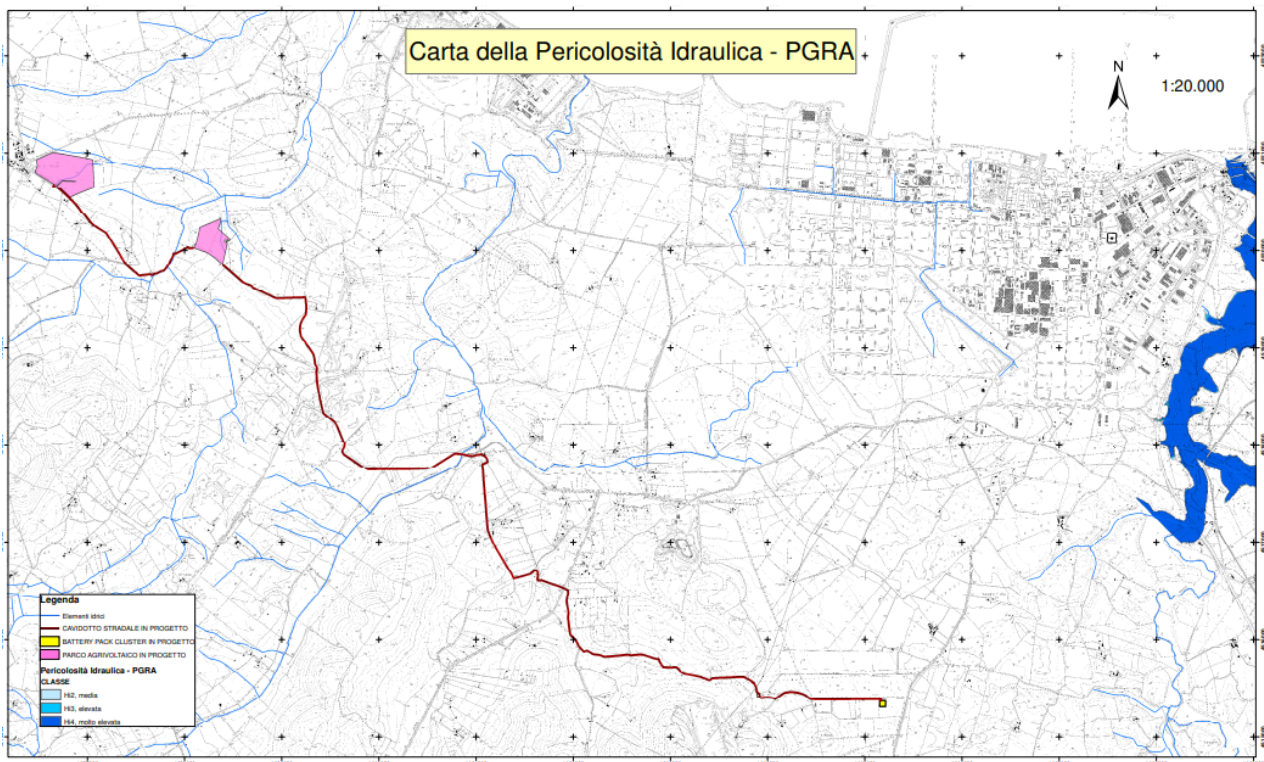 Carta della Pericolosità Idraulica - PGRA
N
1:20.000
Legenda
Elementi idrici
CAVIDOTTO STRADALE IN PROGETTO
BATTERY PACK CLUSTER IN PROGETTO
PARCO AGRIVOLTAICO IN PROGETTO
Pericolosità Idraulica - PGRA
CLASSE
Hi2, media
Hi3, elevata
Hi4, molto elevata